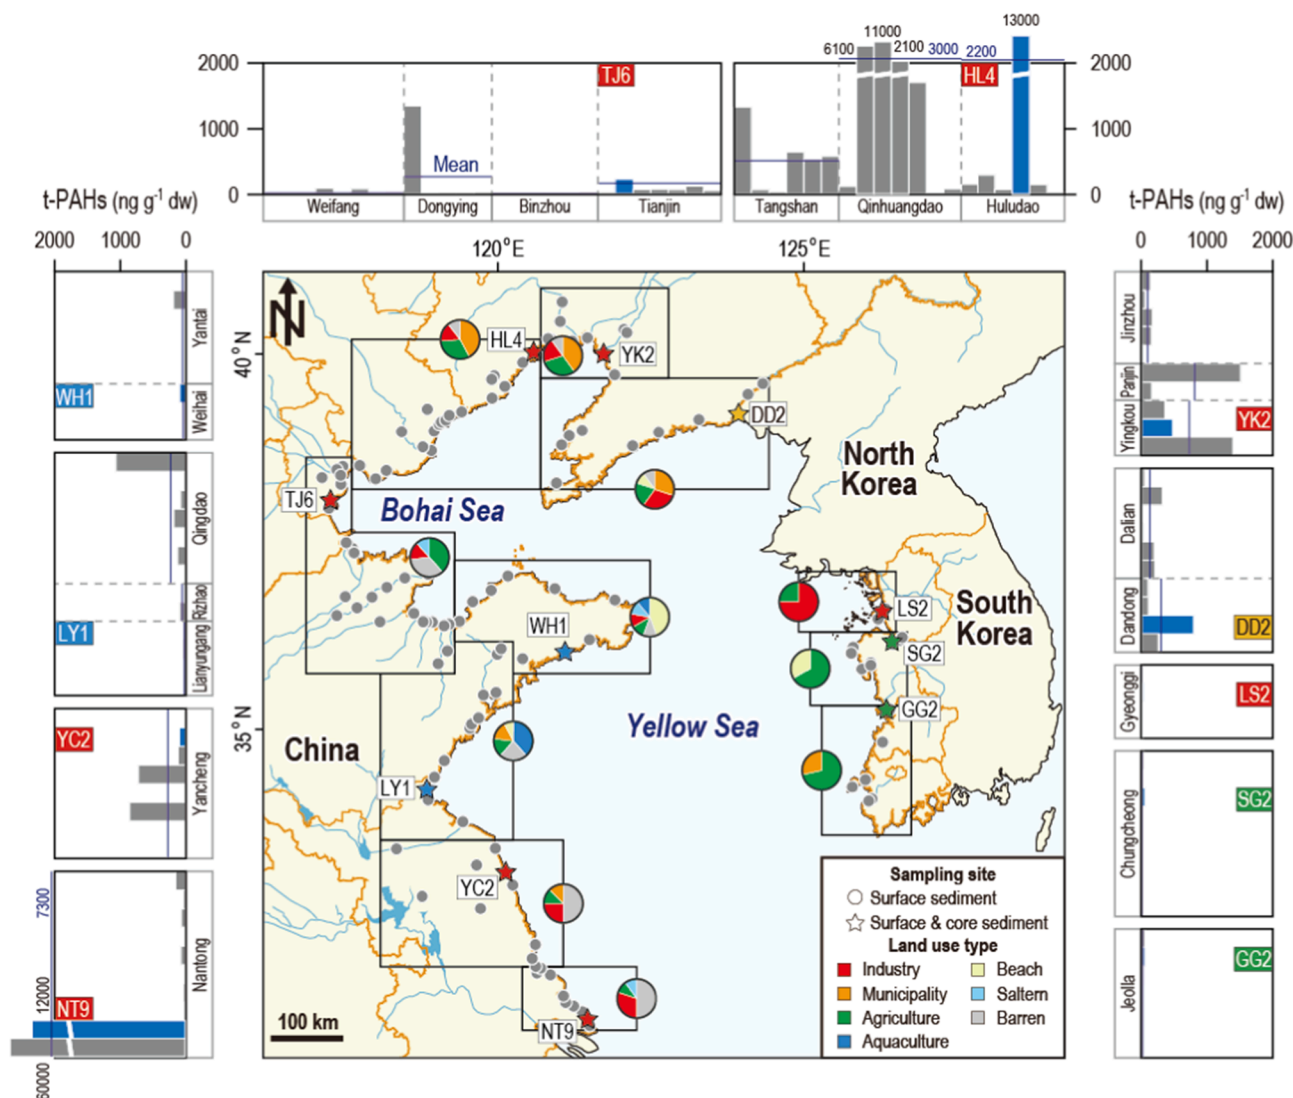 13000
11000
6100
2100
3000
2200
2000
TJ6
HL4
2000
1000
1000
Mean
0
0
Weifang
Dongying
Binzhou
Tianjin
Tangshan
Qinhuangdao
Huludao
t-PAHs (ng g-1 dw)
2000 1000 0
t-PAHs (ng g-1 dw)
0 1000 2000
120°E
125°E
40°N
35°N
Yantai
WH1
Weihai
Qingdao
Rizhao
LY1
Lianyungang
YC2
Yancheng
7300
12000
NT9
Nantong
60000
N
HL4
YK2
DD2
North
Korea
TJ6
Bohai Sea
WH1
LS2
South
Korea
SG2
GG2
Yellow Sea
China
LY1
YC2
NT9
100 km
Sampling site
Surface sediment
Surface & core sediment
Land use type
Industry
Beach
Municipality
Saltern
Agriculture
Barren
Aquaculture
Jinzhou
Panjin
Yingkou
YK2
Dalian
Dandong
DD2
Gyeonggi
LS2
Chungcheong
SG2
Jeolla
GG2